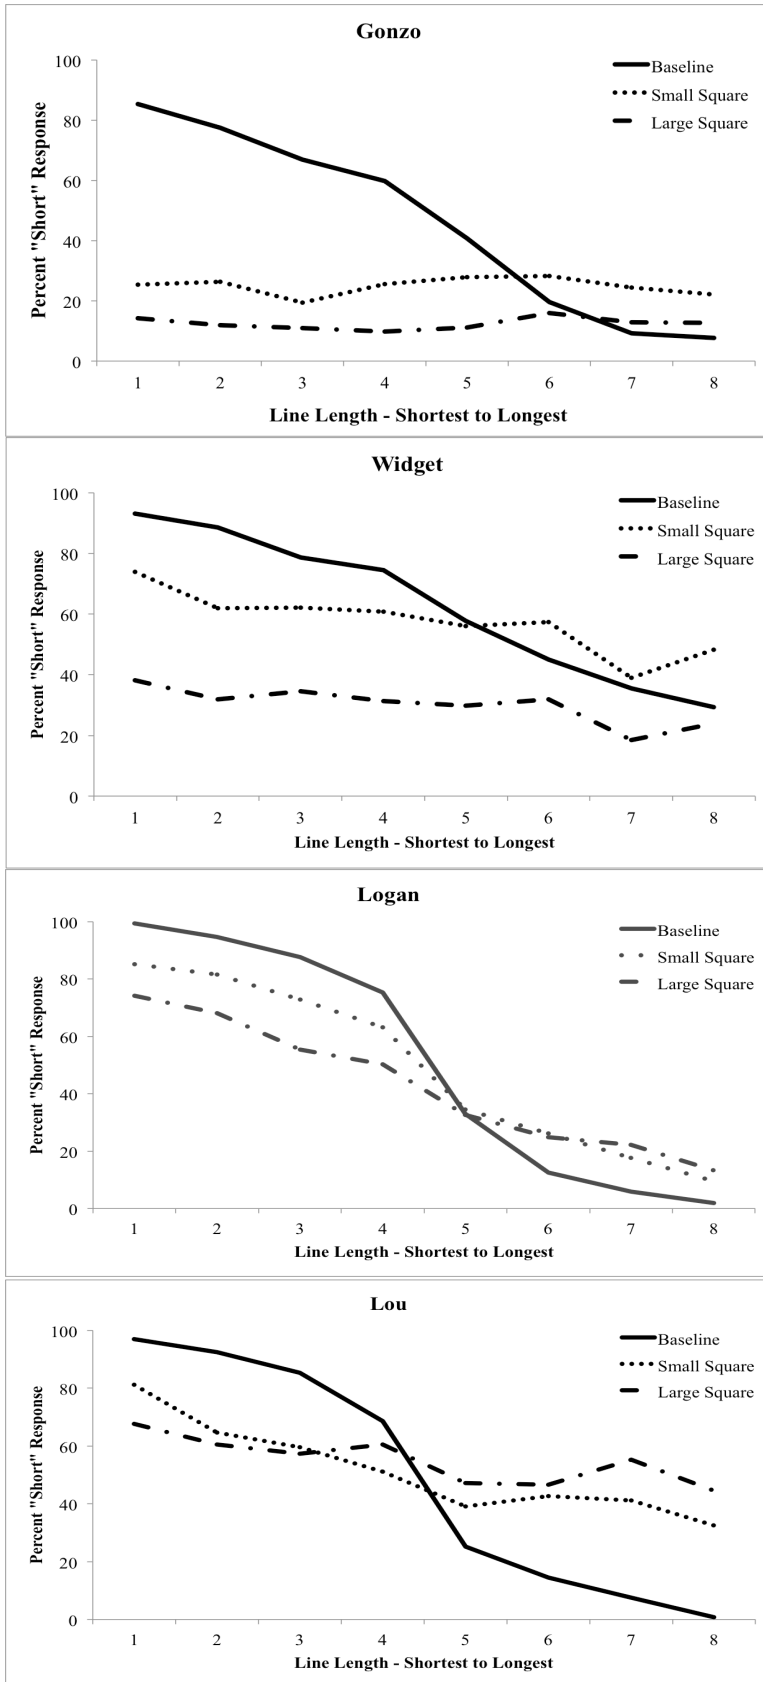 Gonzo
Percent "Short" Response
100
80
60
40
20
0
Baseline
Small Square
Large Square
1 2 3 4 5 6 7 8
Line Length - Shortest to Longest
Widget
Percent "Short" Response
100
80
60
40
20
0
Baseline
Small Square
Large Square
1 2 3 4 5 6 7 8
Line Length - Shortest to Longest
Logan
Percent "Short" Response
100
80
60
40
20
0
Baseline
Small Square
Large Square
1 2 3 4 5 6 7 8
Line Length - Shortest to Longest
Lou
Percent "Short" Response
100
80
60
40
20
0
Baseline
Small Square
Large Square
1 2 3 4 5 6 7 8
Line Length - Shortest to Longest